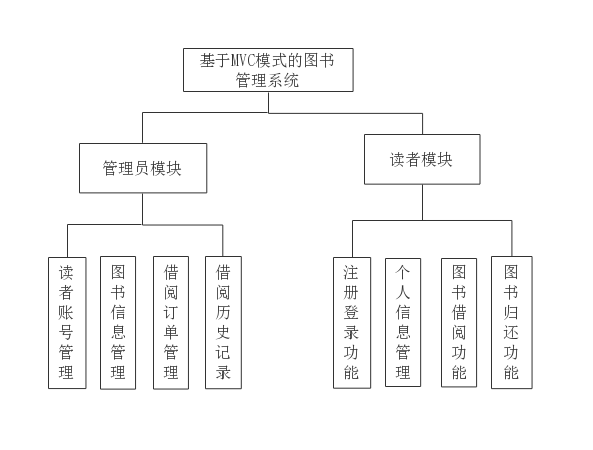 基于MVC模式的图书
管理系统
管理员模块
读者模块
读者账号管理
图书信息管理
借阅订单管理
借阅历史记录
注册登录功能
个人信息管理
图书借阅功能
图书归还功能